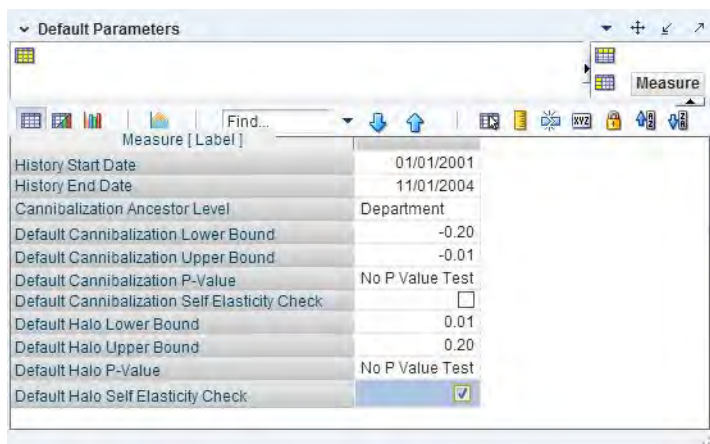 Default Parameters
Measure
Find...
XYZ
Measure [ Label ]
History Start Date 01/01/2001
History End Date 11/01/2004
Cannibalization Ancestor Level Department
Default Cannibalization Lower Bound -0.20
Default Cannibalization Upper Bound -0.01
Default Cannibalization P-Value No P Value Test
Default Cannibalization Self Elasticity Check
Default Halo Lower Bound 0.01
Default Halo Upper Bound 0.20
Default Halo P-Value No P Value Test
Default Halo Self Elasticity Check